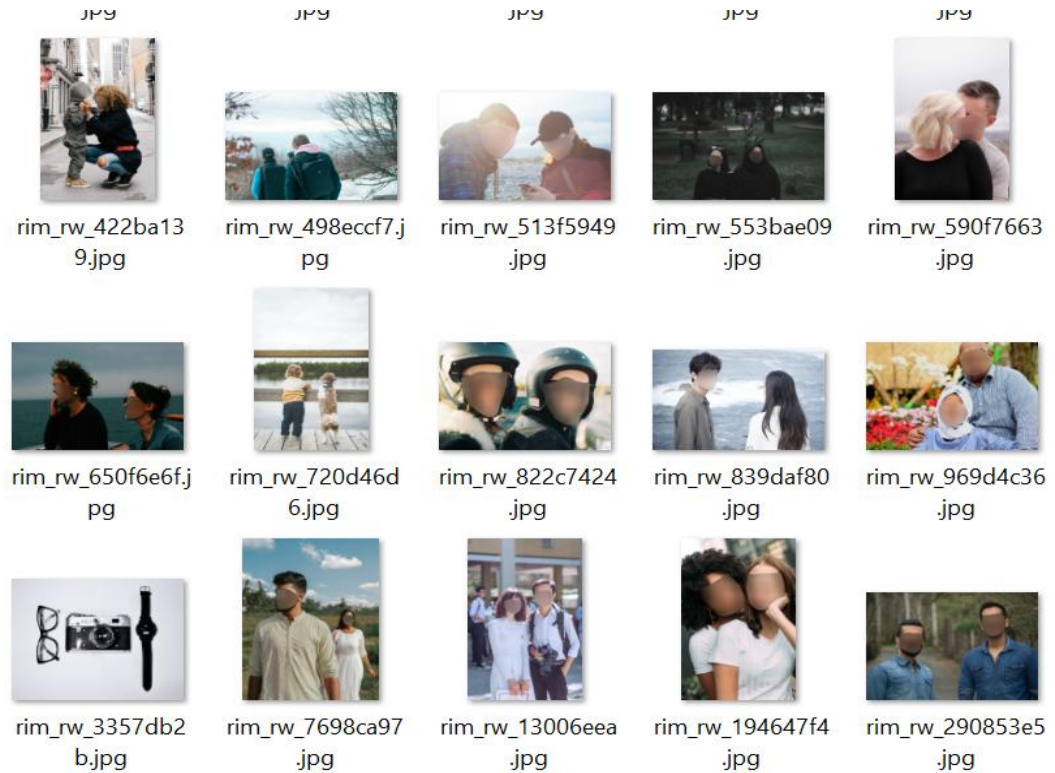 jpg jpg jpg jpg jpg
rim_rw_422ba13 rim_rw_498eccf7.j rim_rw_513f5949 rim_rw_553bae09 rim_rw_590f7663
9.jpg pg .jpg .jpg .jpg
rim_rw_650f6e6f.j rim_rw_720d46d rim_rw_822c7424 rim_rw_839daf80 rim_rw_969d4c36
pg 6.jpg .jpg .jpg .jpg
rim_rw_3357db2 rim_rw_7698ca97 rim_rw_13006eea rim_rw_194647f4 rim_rw_290853e5
b.jpg .jpg .jpg .jpg .jpg